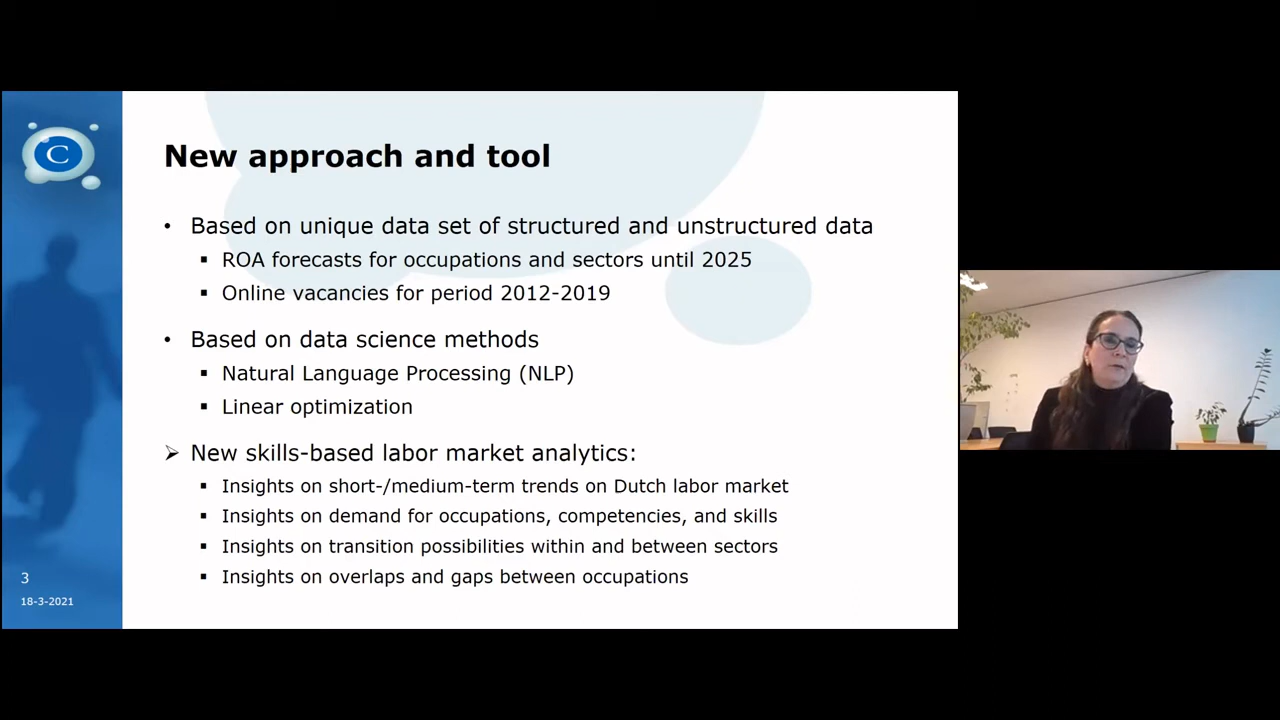 C
New approach and tool
• Based on unique data set of structured and unstructured data
▪ ROA forecasts for occupations and sectors until 2025
▪ Online vacancies for period 2012-2019
• Based on data science methods
▪ Natural Language Processing (NLP)
▪ Linear optimization
➢ New skills-based labor market analytics:
▪ Insights on short-/medium-term trends on Dutch labor market
▪ Insights on demand for occupations, competencies, and skills
▪ Insights on transition possibilities within and between sectors
▪ Insights on overlaps and gaps between occupations
3
18-3-2021